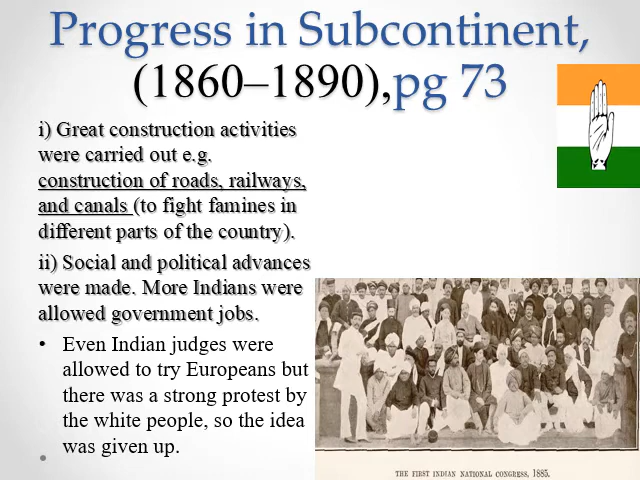 Progress in Subcontinent,
(1860–1890),pg 73
i) Great construction activities
were carried out e.g.
construction of roads, railways,
and canals (to fight famines in
different parts of the country).
ii) Social and political advances
were made. More Indians were
allowed government jobs.
• Even Indian judges were
allowed to try Europeans but
there was a strong protest by
the white people, so the idea
was given up.
THE FIRST INDIAN NATIONAL CONGRESS, 1885.